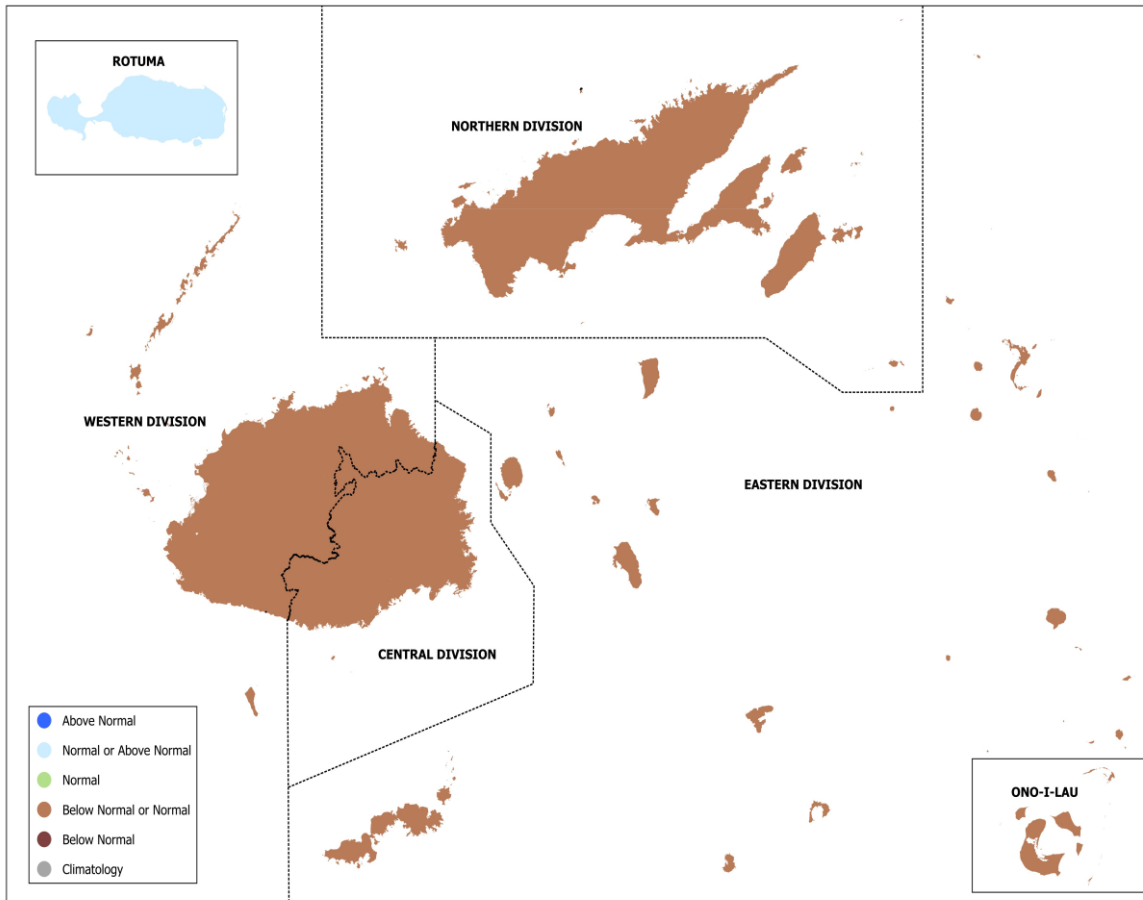 ROTUMA
NORTHERN DIVISION
WESTERN DIVISION
EASTERN DIVISION
CENTRAL DIVISION
Above Normal
Normal or Above Normal
Normal
Below Normal or Normal
Below Normal
Climatology
ONO-I-LAU